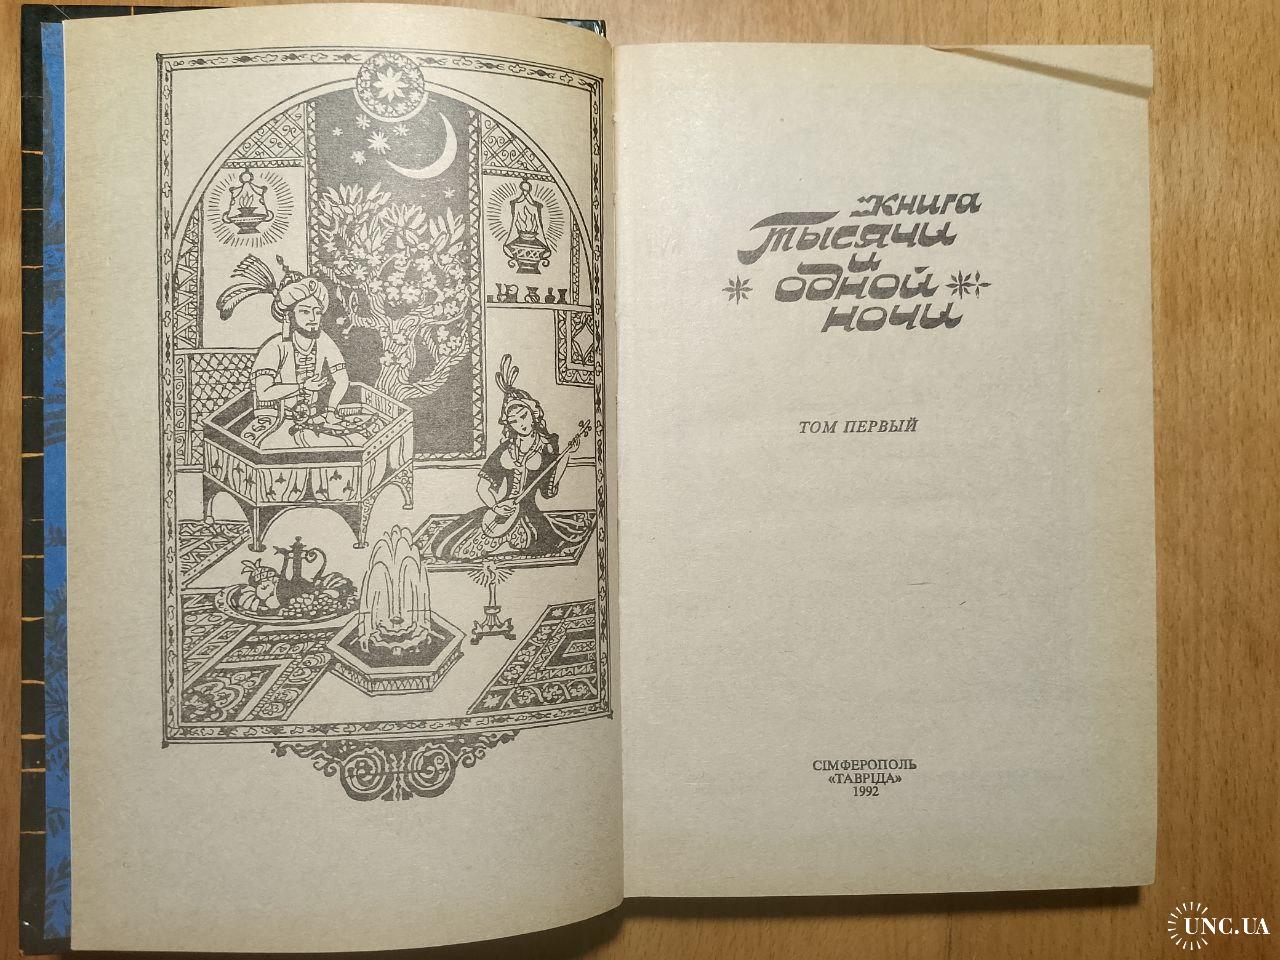 книга
тысячи
и
одной
ночи
ТОМ ПЕРВЫЙ
СІМФЕРОПОЛЬ
«ТАВРІДА»
1992
UNC.UA